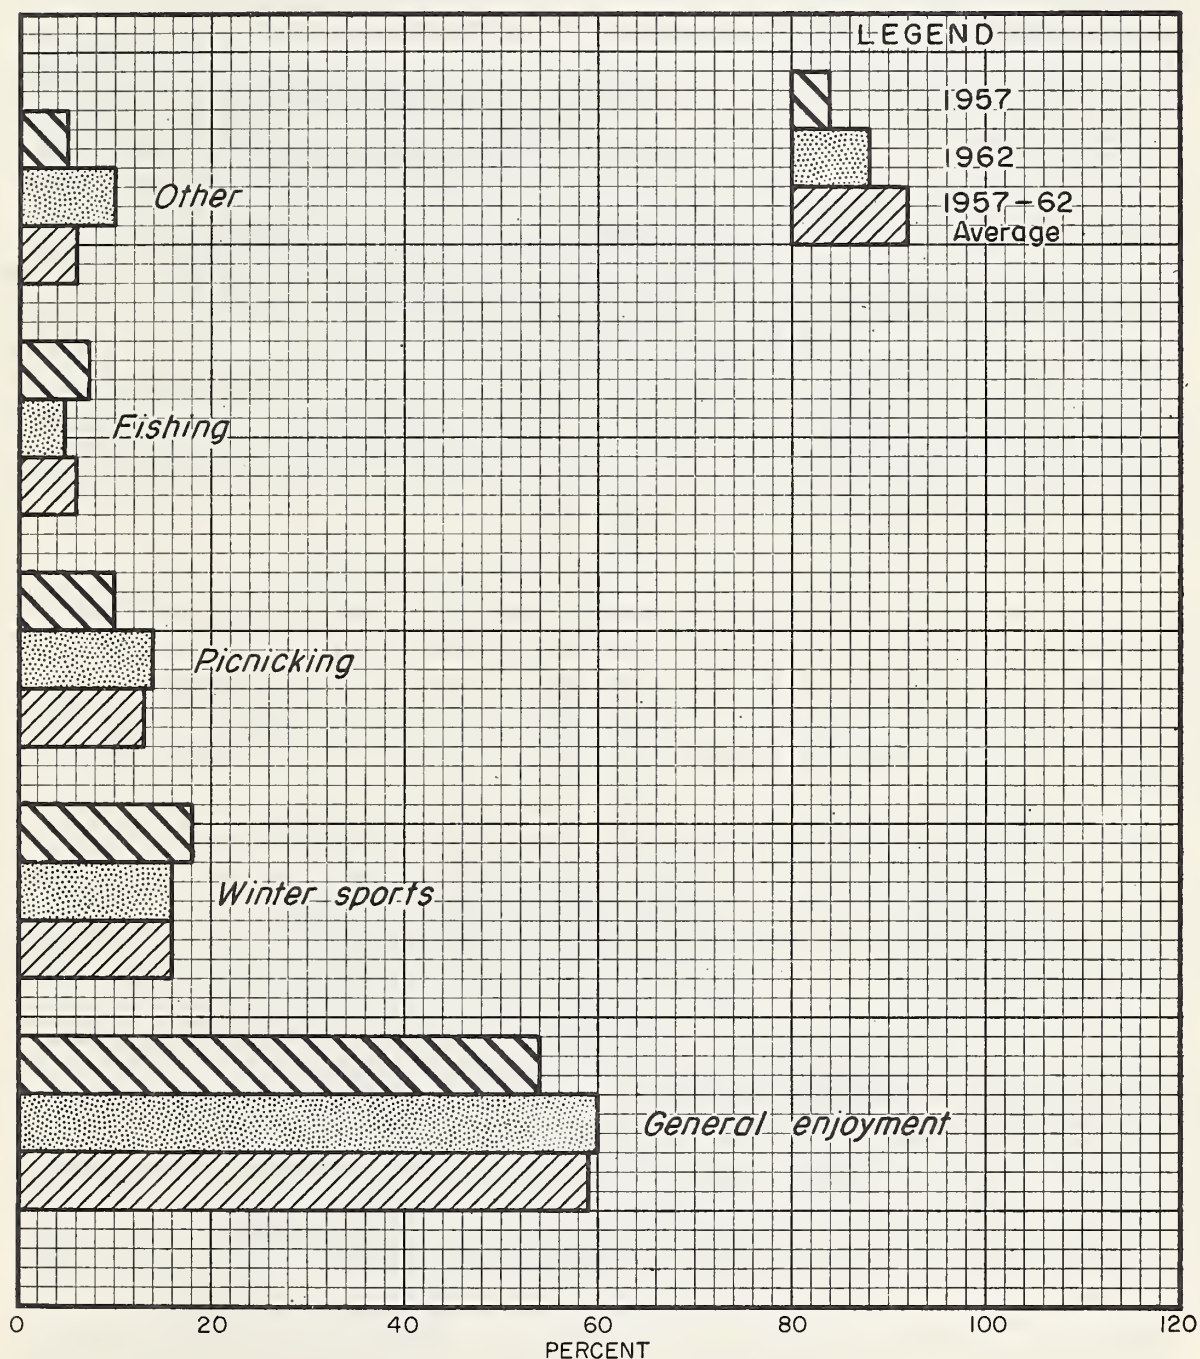 LEGEND
1957
1962
1957-62
Average
Other
Fishing
Picnicking
Winter sports
General enjoyment
0 20 40 60 80 100 120
PERCENT